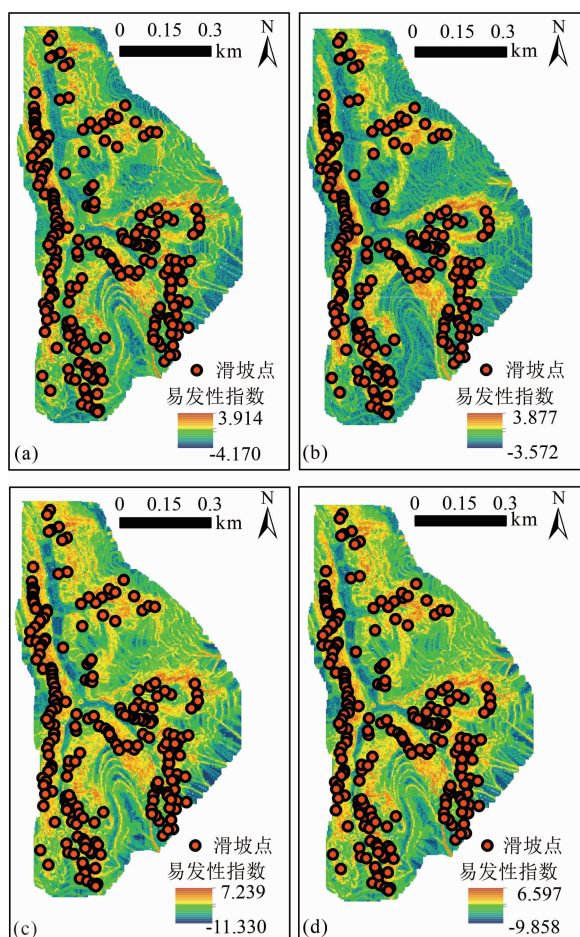 0 0.15 0.3
km
N
滑坡点
易发性指数
3.914
-4.170
(a)
0 0.15 0.3
km
N
滑坡点
易发性指数
3.877
-3.572
(b)
0 0.15 0.3
km
N
滑坡点
易发性指数
7.239
-11.330
(c)
0 0.15 0.3
km
N
滑坡点
易发性指数
6.597
-9.858
(d)